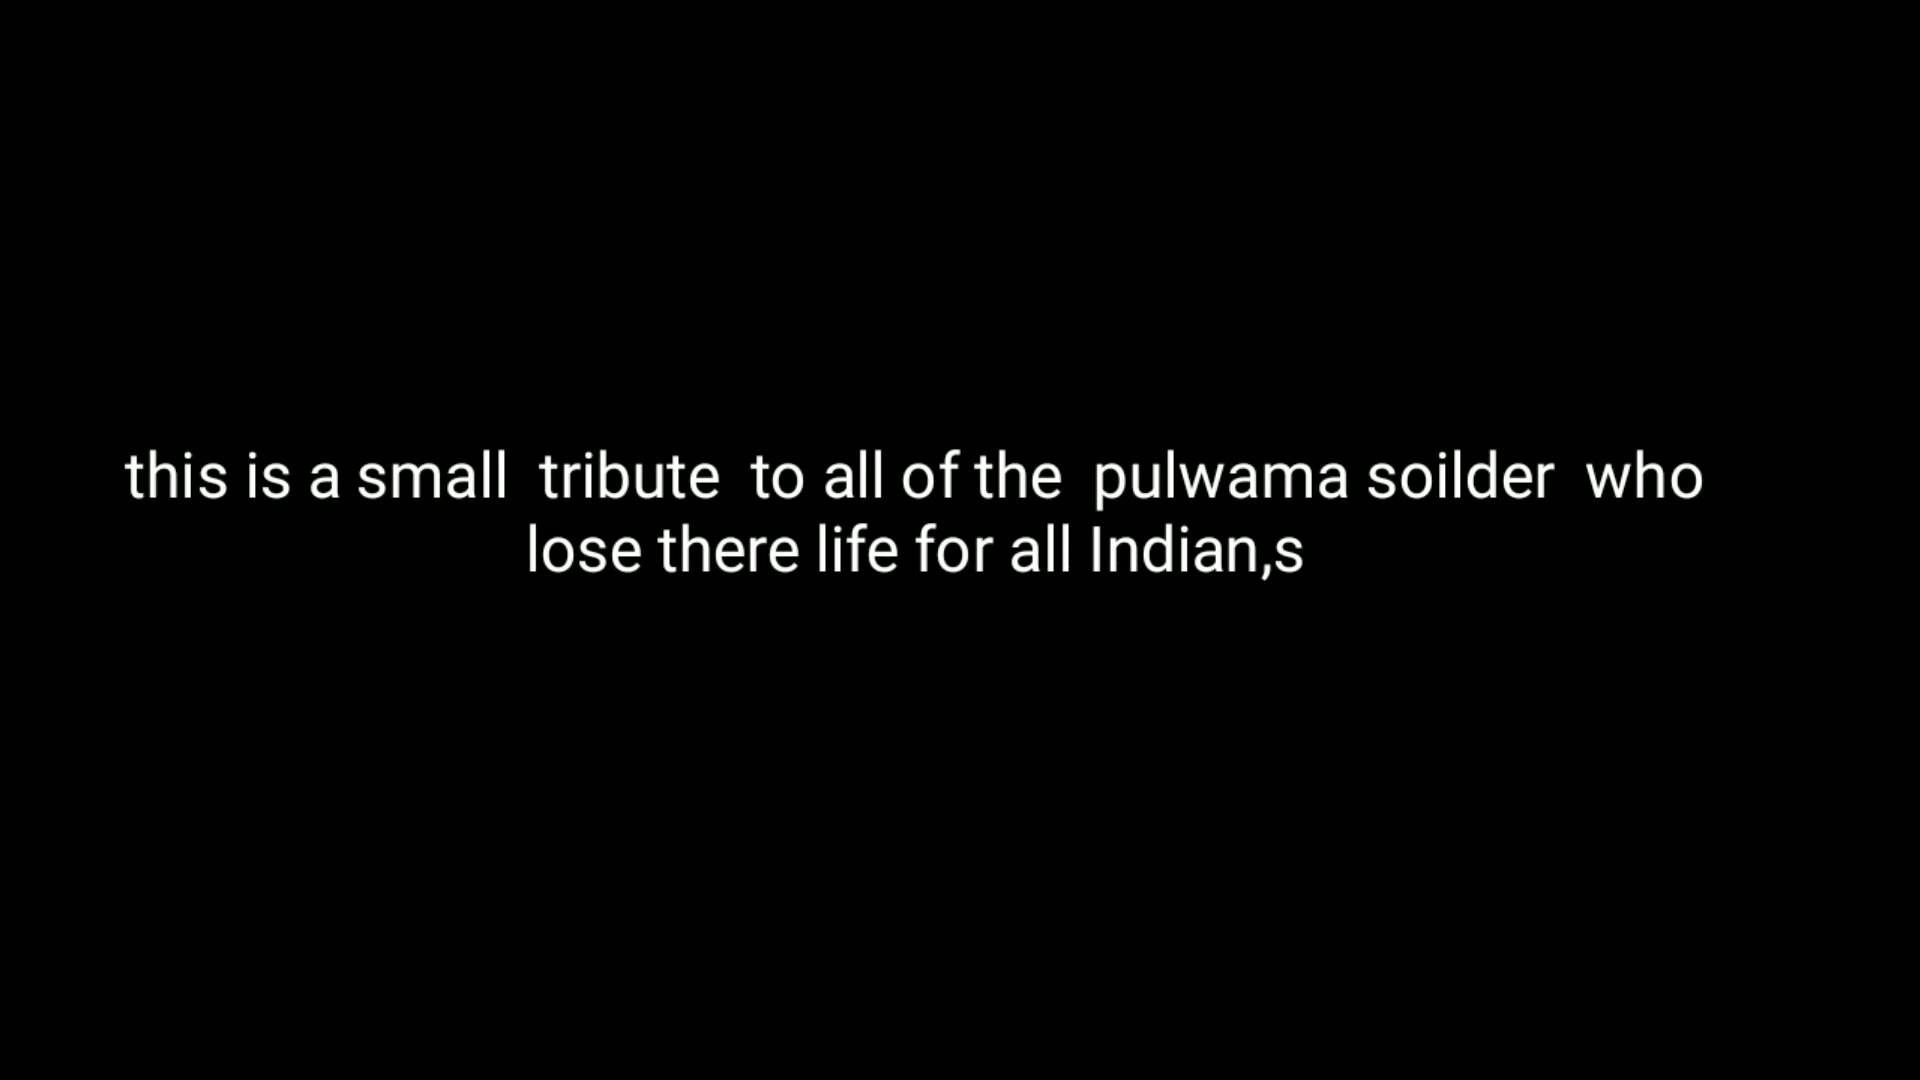 this is a small  tribute  to all of the  pulwama soilder  who
lose there life for all Indian,s